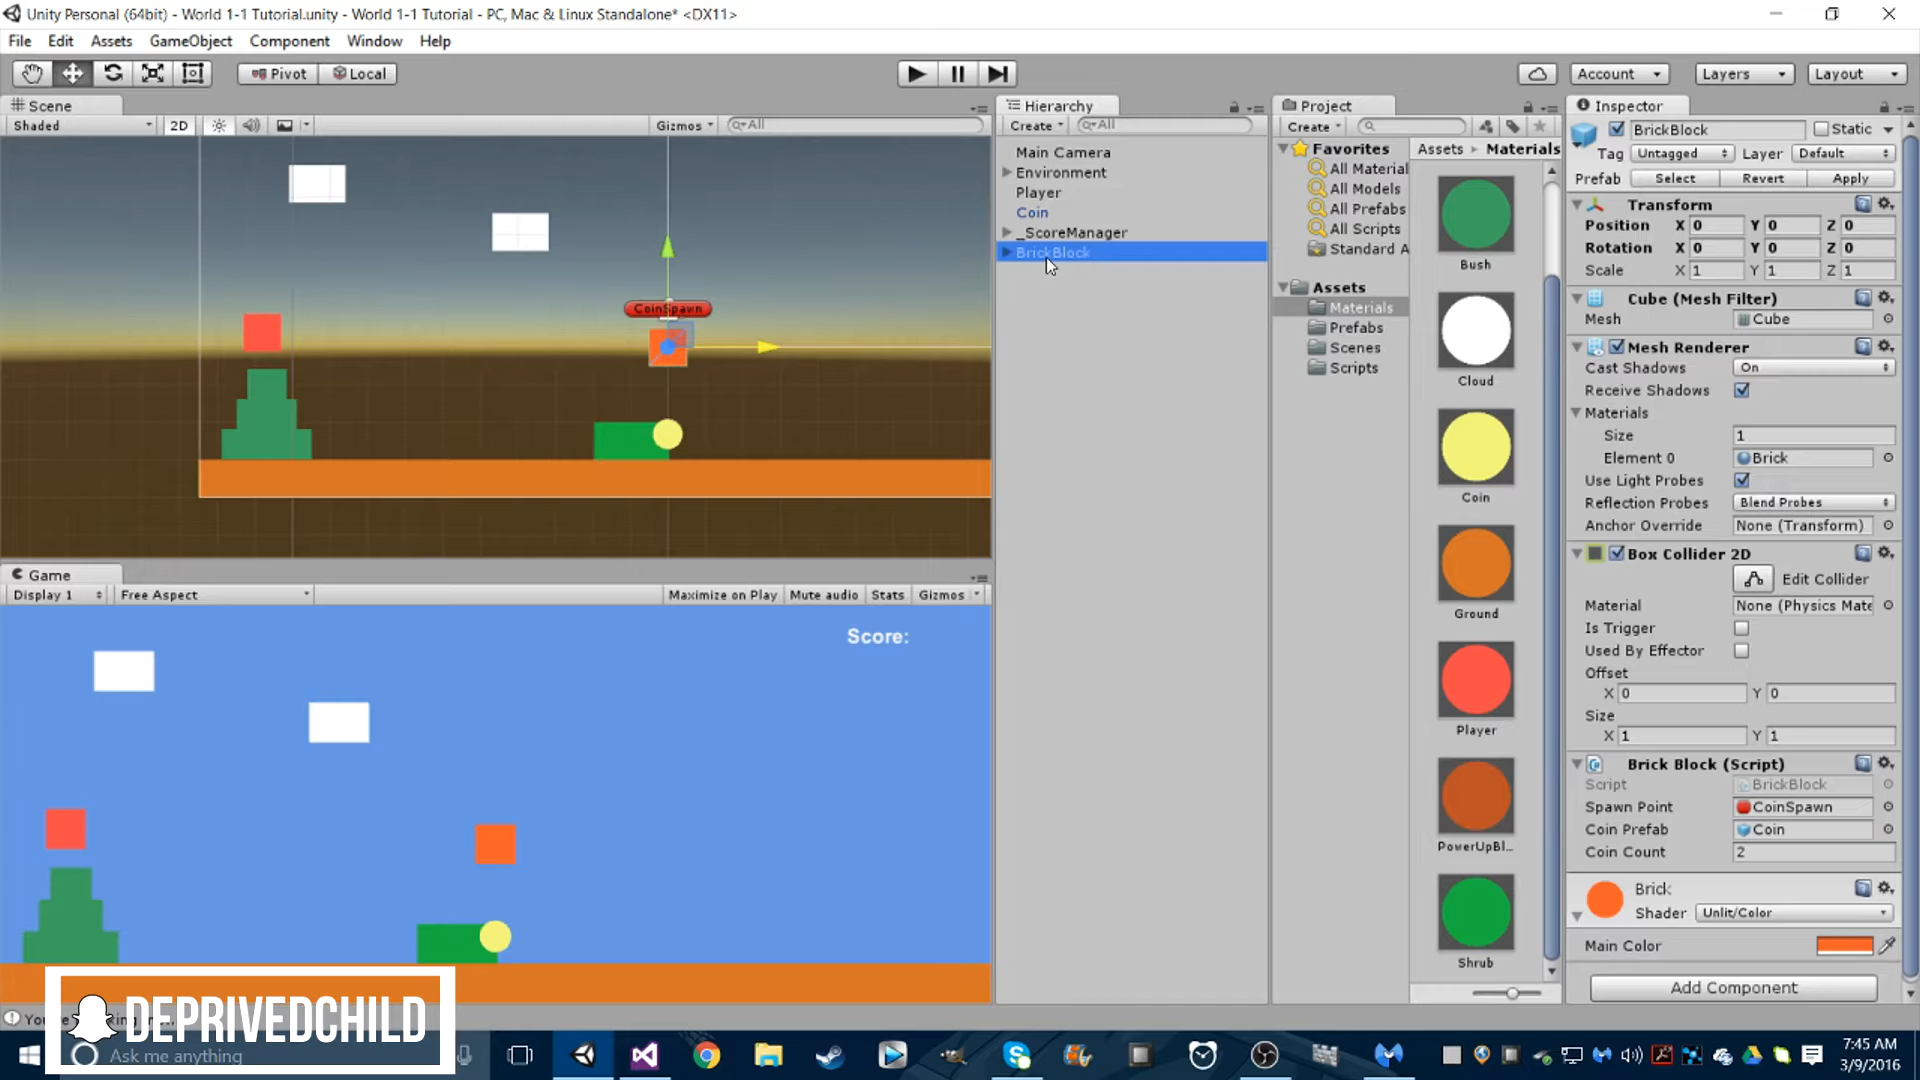 Unity Personal (64bit) - World 1-1 Tutorial.unity - World 1-1 Tutorial - PC, Mac & Linux Standalone* <DX11>
File Edit Assets GameObject Component Window Help
Pivot Local Account Layers Layout
Scene
Shaded 2D Gizmos All
CoinSpawn
Game
Display 1 Free Aspect Maximize on Play Mute audio Stats Gizmos
Score:
Hierarchy
Create All
Main Camera
Environment
Player
Coin
_ScoreManager
BrickBlock
Project
Create
Favorites
All Material
All Models
All Prefabs
All Scripts
Standard A
Assets
Materials
Prefabs
Scenes
Scripts
Assets Materials
Bush
Cloud
Coin
Ground
Player
PowerUpBl...
Shrub
Inspector
BrickBlock Static
Tag Untagged Layer Default
Prefab Select Revert Apply
Transform
Position X 0 Y 0 Z 0
Rotation X 0 Y 0 Z 0
Scale X 1 Y 1 Z 1
Cube (Mesh Filter)
Mesh Cube
Mesh Renderer
Cast Shadows On
Receive Shadows
Materials
Size 1
Element 0 Brick
Use Light Probes
Reflection Probes Blend Probes
Anchor Override None (Transform)
Box Collider 2D
Edit Collider
Material None (Physics Mate
Is Trigger
Used By Effector
Offset
X 0 Y 0
Size
X 1 Y 1
Brick Block (Script)
Script BrickBlock
Spawn Point CoinSpawn
Coin Prefab Coin
Coin Count 2
Brick
Shader Unlit/Color
Main Color
Add Component
DEPRIVEDCHILD
Ask me anything
7:45 AM
3/9/2016